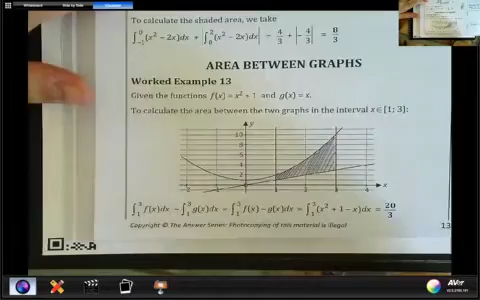 To calculate the shaded area, we take
∫₋₁⁰(x² − 2x)dx + |∫₀²(x² − 2x)dx| = 4/3 + |−4/3| = 8/3
AREA BETWEEN GRAPHS
Worked Example 13
Given the functions f(x) = x² + 1 and g(x) = x.
To calculate the area between the two graphs in the interval x∈[1; 3]:
y
x
∫₁³ f(x)dx − ∫₁³ g(x)dx = ∫₁³ f(x) − g(x)dx = ∫₁³ (x² + 1 − x)dx = 20/3
Copyright © The Answer Series: Photocopying of this material is illegal
13
AVer